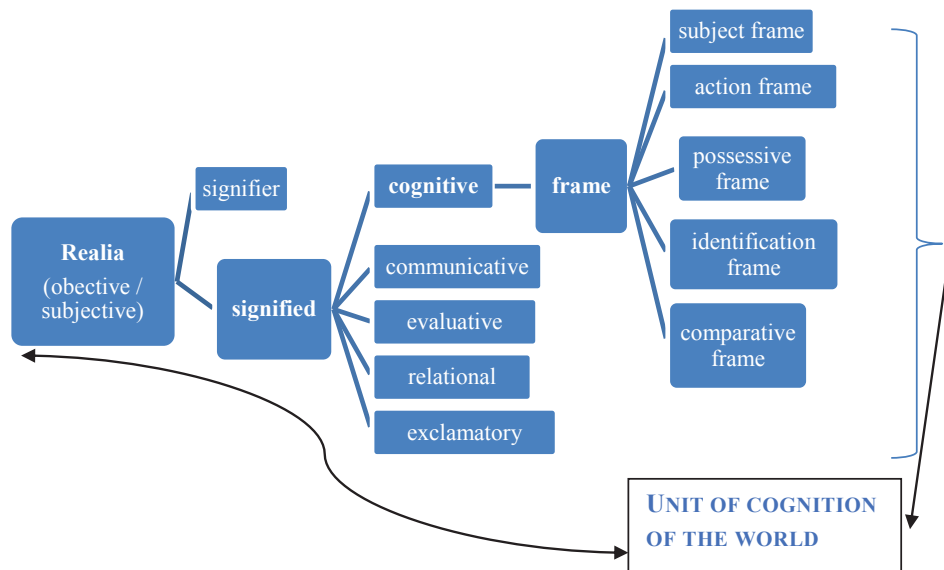 Realia
(obective /
subjective)
signifier
signified
cognitive
communicative
evaluative
relational
exclamatory
frame
subject frame
action frame
possessive
frame
identification
frame
comparative
frame
UNIT OF COGNITION
OF THE WORLD